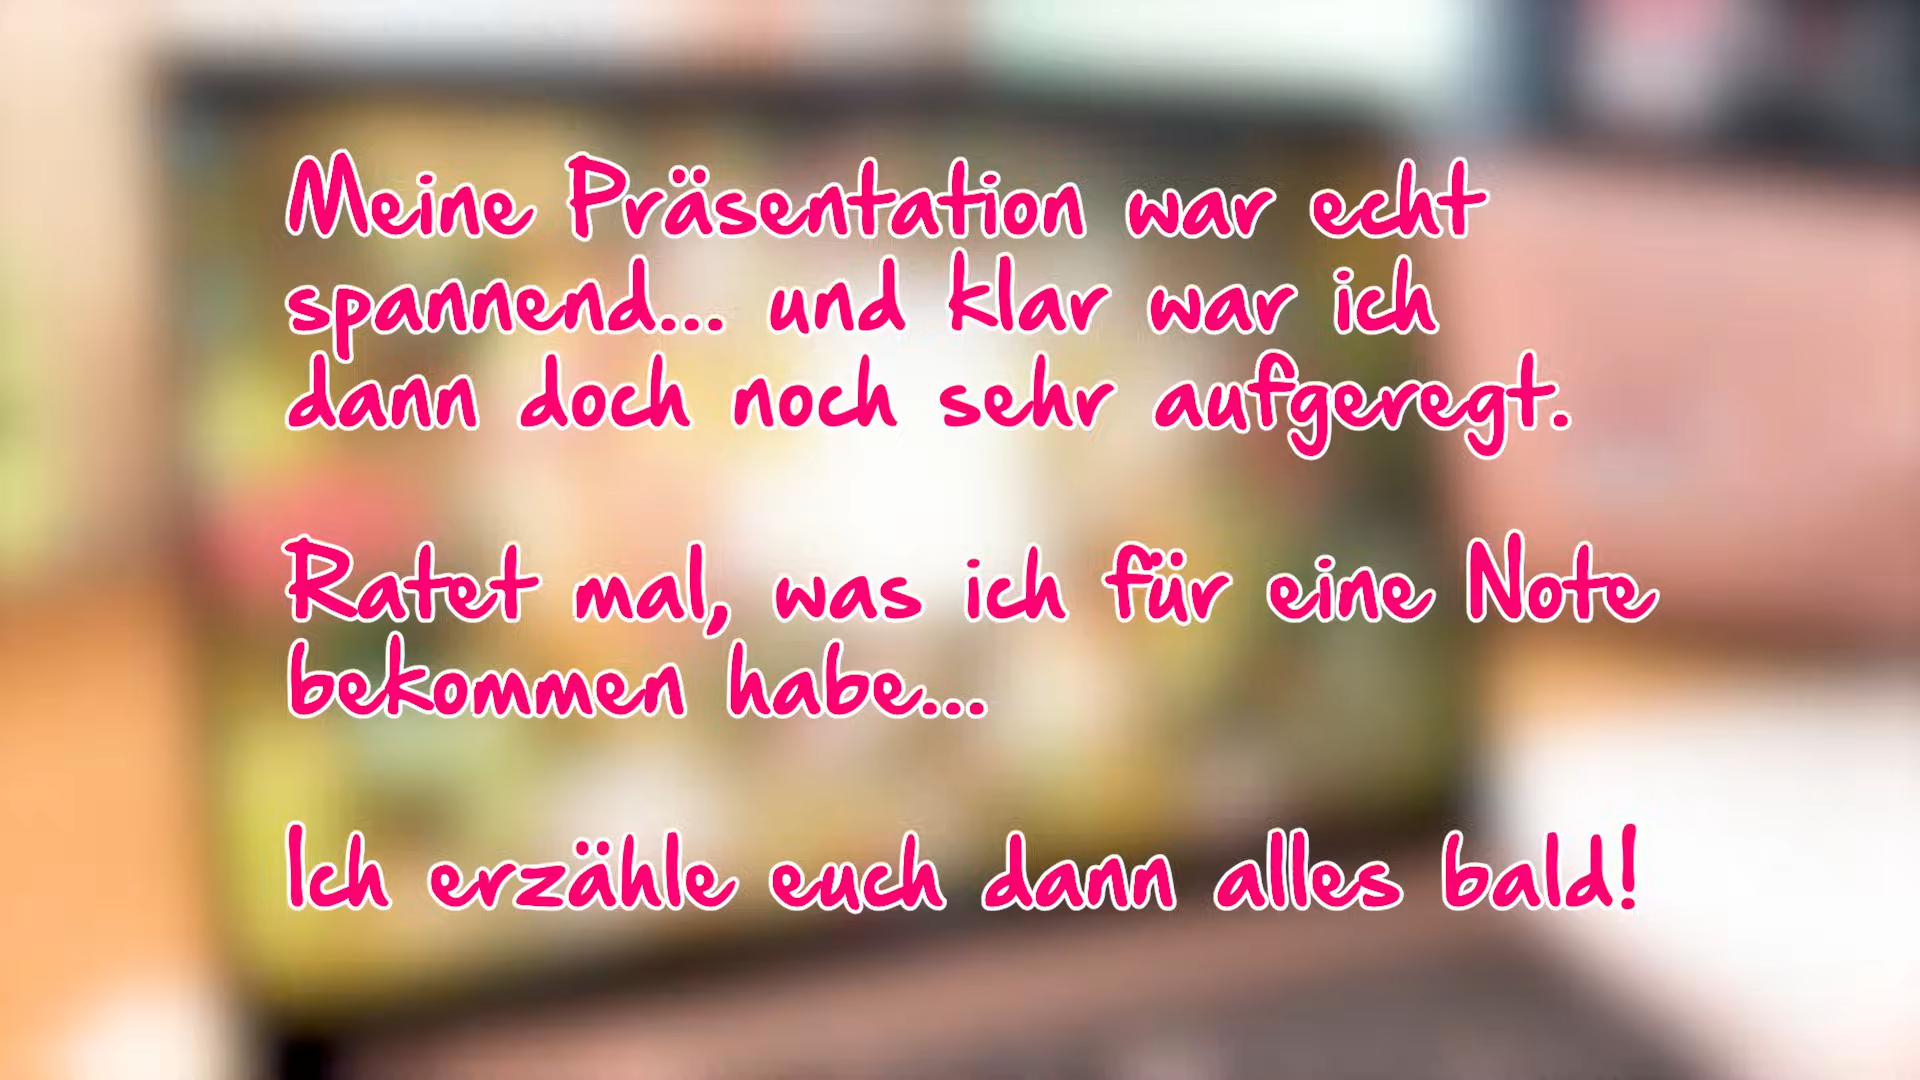 Meine Präsentation war echt
spannend... und klar war ich
dann doch noch sehr aufgeregt.
Ratet mal, was ich für eine Note
bekommen habe...
Ich erzähle euch dann alles bald!